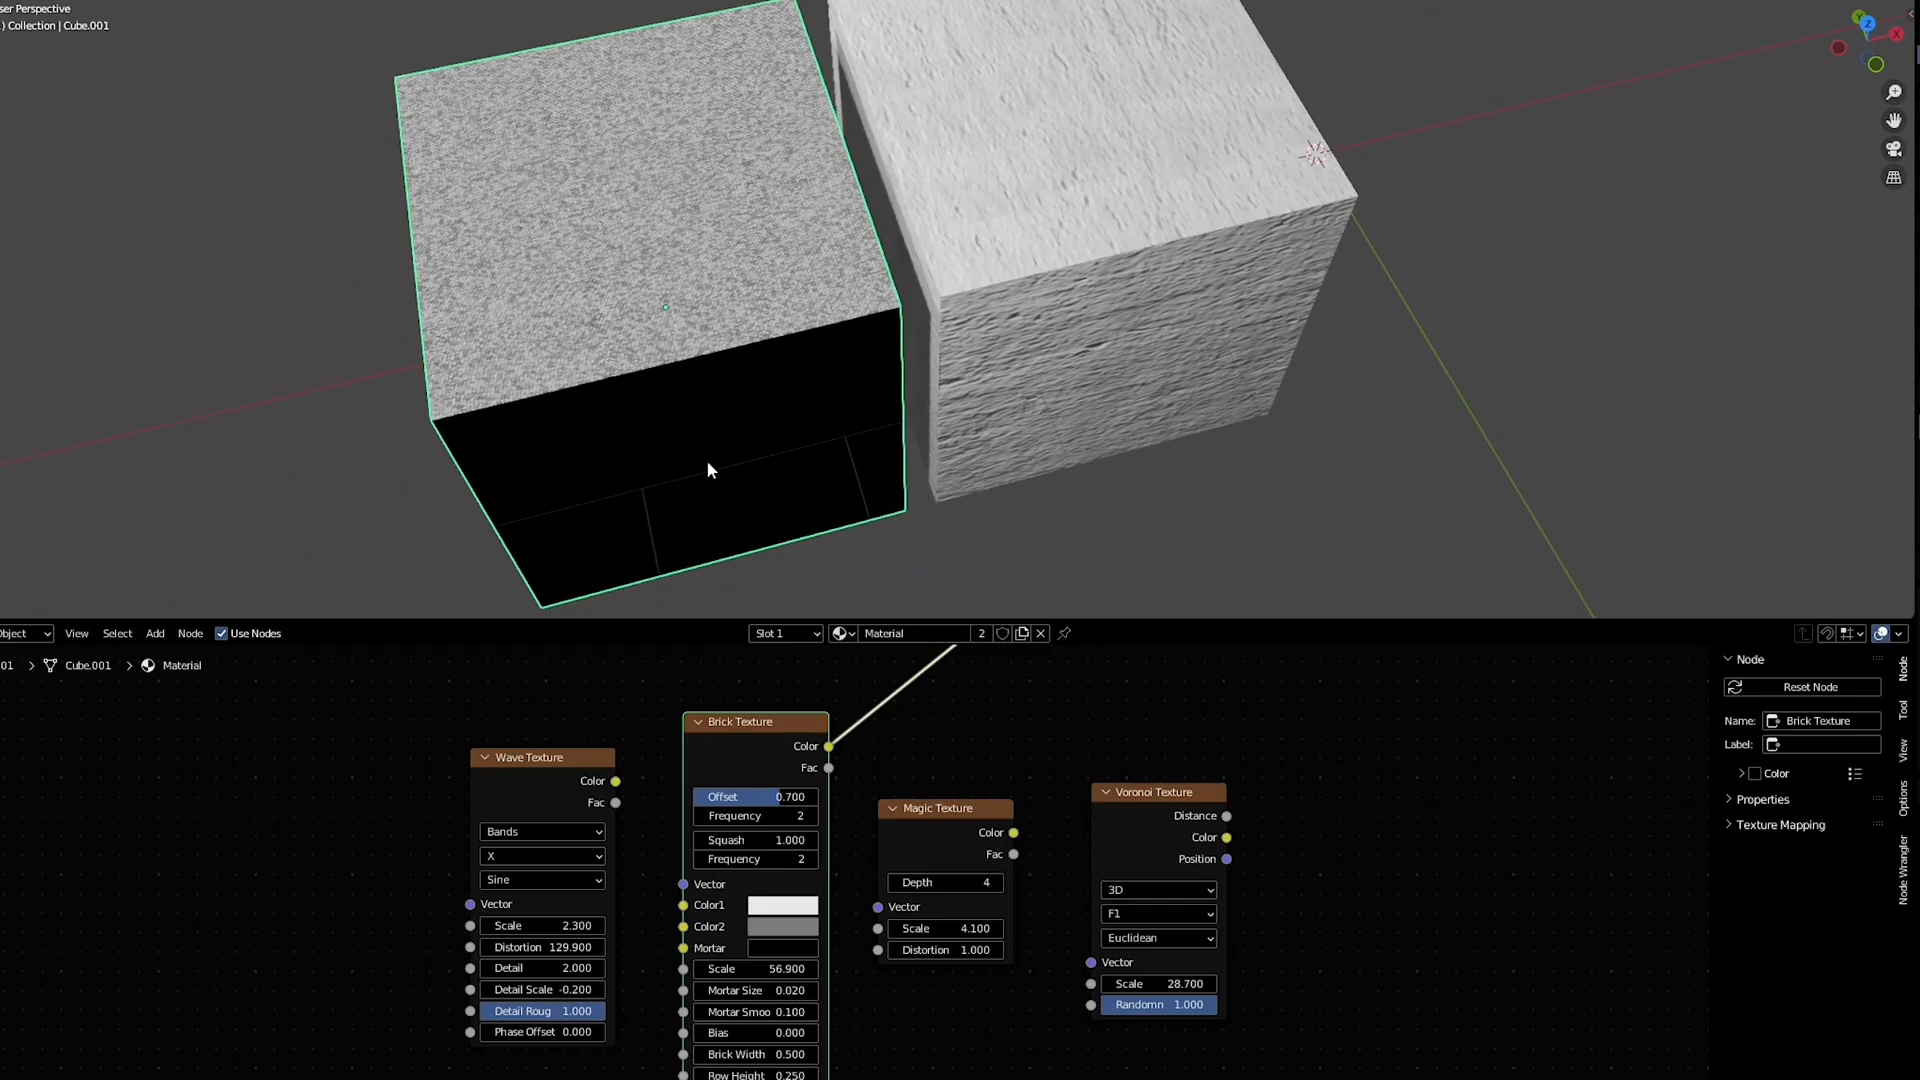 ser Perspective
) Collection | Cube.001
Y
Z
X
Object
View
Select
Add
Node
Use Nodes
Slot 1
Material
2
01
Cube.001
Material
Wave Texture
Color
Fac
Bands
X
Sine
Vector
Scale 2.300
Distortion 129.900
Detail 2.000
Detail Scale -0.200
Detail Roug 1.000
Phase Offset 0.000
Brick Texture
Color
Fac
Offset 0.700
Frequency 2
Squash 1.000
Frequency 2
Vector
Color1
Color2
Mortar
Scale 56.900
Mortar Size 0.020
Mortar Smoo 0.100
Bias 0.000
Brick Width 0.500
Row Height 0.250
Magic Texture
Color
Fac
Depth 4
Vector
Scale 4.100
Distortion 1.000
Voronoi Texture
Distance
Color
Position
3D
F1
Euclidean
Vector
Scale 28.700
Randomn 1.000
Node
Reset Node
Name: Brick Texture
Label:
Color
Properties
Texture Mapping
Node
Tool
View
Options
Node Wrangler